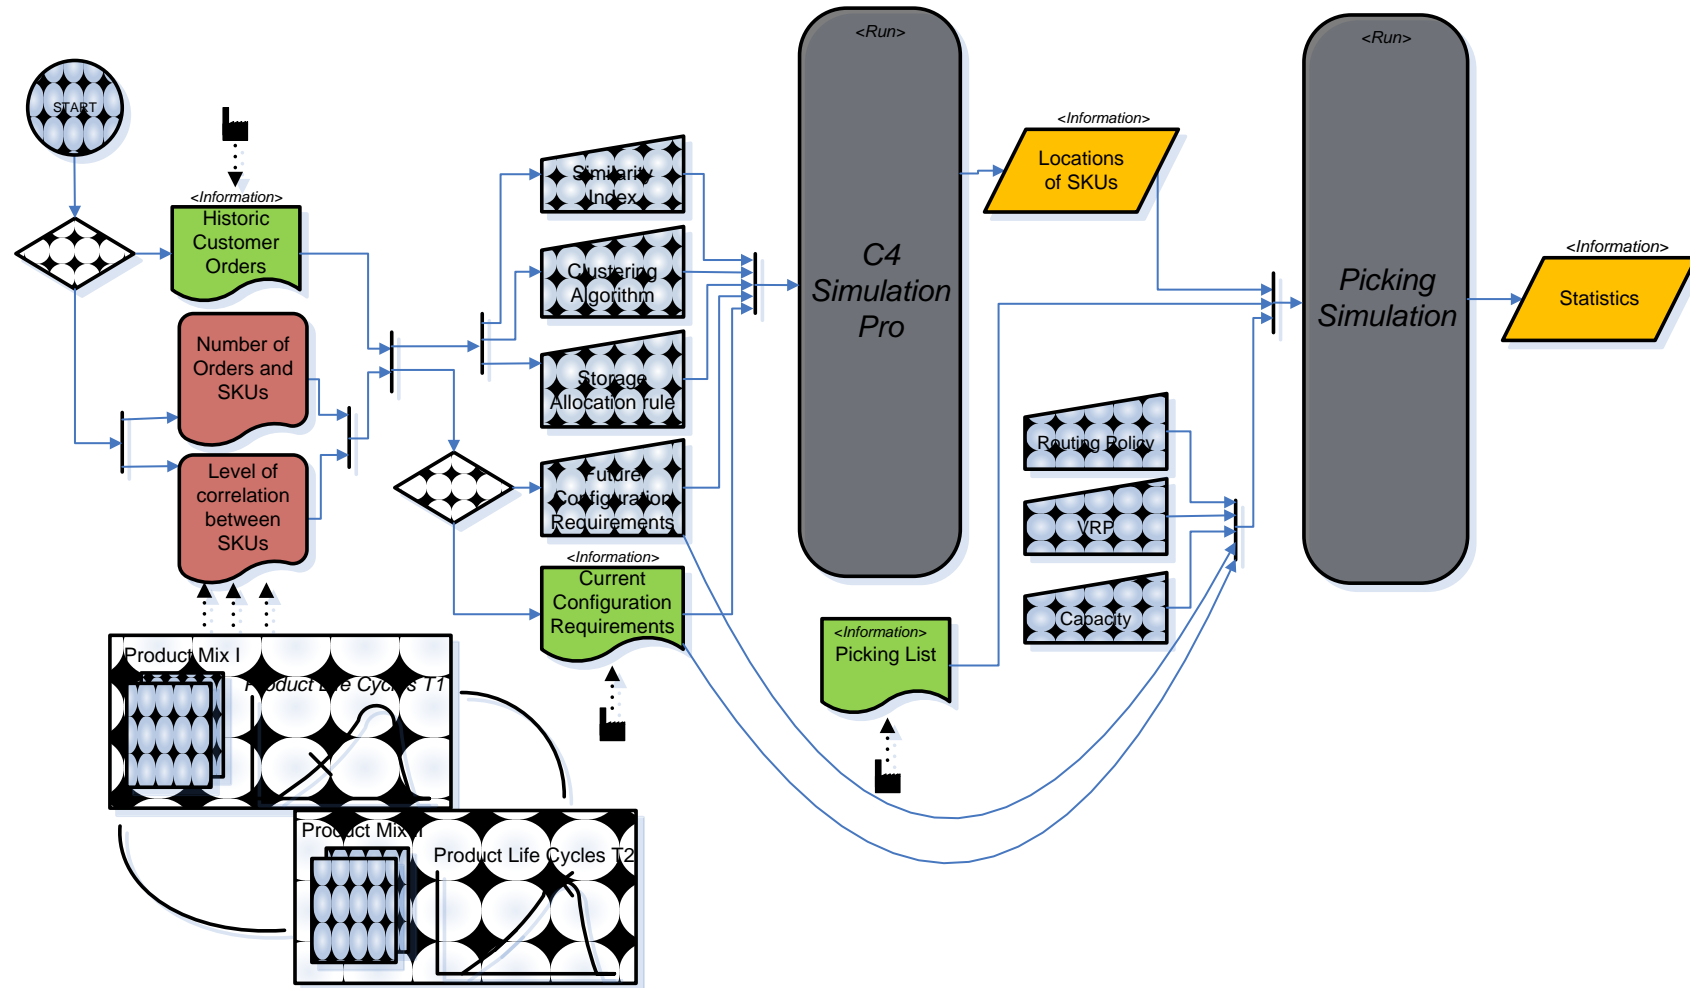 START
<Information>
Historic
Customer
Orders
Number of
Orders and
SKUs
Level of
correlation
between
SKUs
Product Mix I
Product Life Cycles T1
Product Mix II
Product Life Cycles T2
Similarity
Index
Clustering
Algorithm
Storage
Allocation rule
Future
Configuration
Requirements
<Information>
Current
Configuration
Requirements
<Run>
C4
Simulation
Pro
<Information>
Locations
of SKUs
<Information>
Picking List
Routing Policy
VRP
Capacity
<Run>
Picking
Simulation
<Information>
Statistics